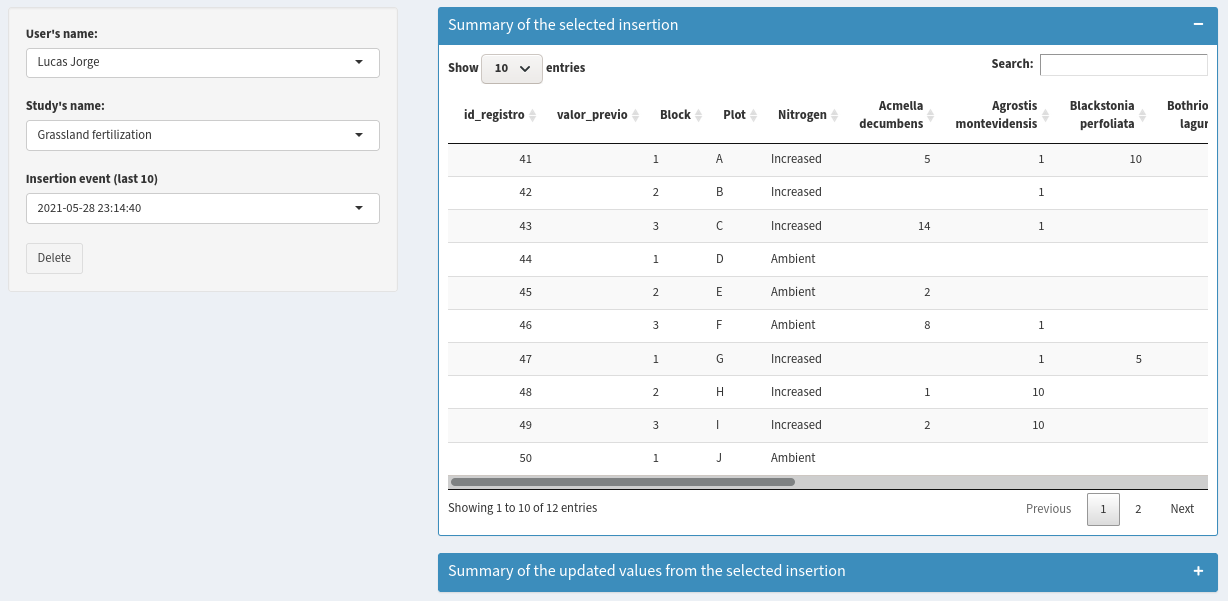 User's name:
Lucas Jorge
Study's name:
Grassland fertilization
Insertion event (last 10)
2021-05-28 23:14:40
Delete
Summary of the selected insertion −
Show 10 entries Search:
id_registro valor_previo Block Plot Nitrogen Acmella decumbens Agrostis montevidensis Blackstonia perfoliata Bothrio lagur
41 1 A Increased 5 1 10
42 2 B Increased 1
43 3 C Increased 14 1
44 1 D Ambient
45 2 E Ambient 2
46 3 F Ambient 8 1
47 1 G Increased 1 5
48 2 H Increased 1 10
49 3 I Increased 2 10
50 1 J Ambient
Showing 1 to 10 of 12 entries Previous 1 2 Next
Summary of the updated values from the selected insertion +